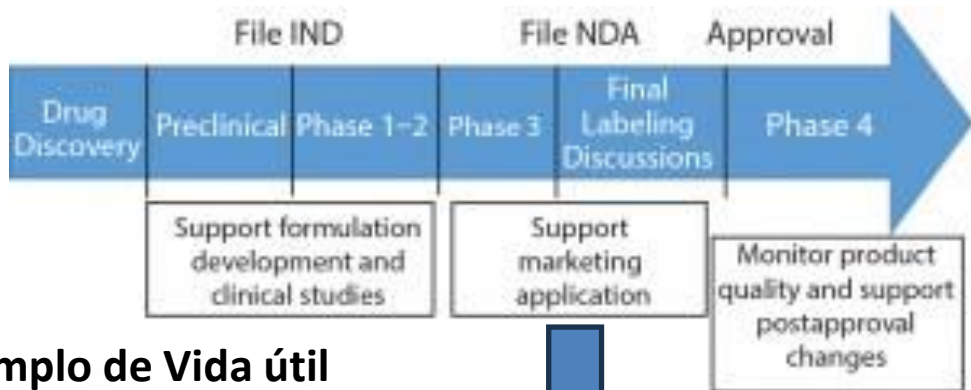 File IND
File NDA
Approval
Drug
Discovery
Preclinical
Phase 1–2
Phase 3
Final
Labeling
Discussions
Phase 4
Support formulation
development and
clinical studies
Support
marketing
application
Monitor product
quality and support
postapproval
changes
mplo de Vida útil